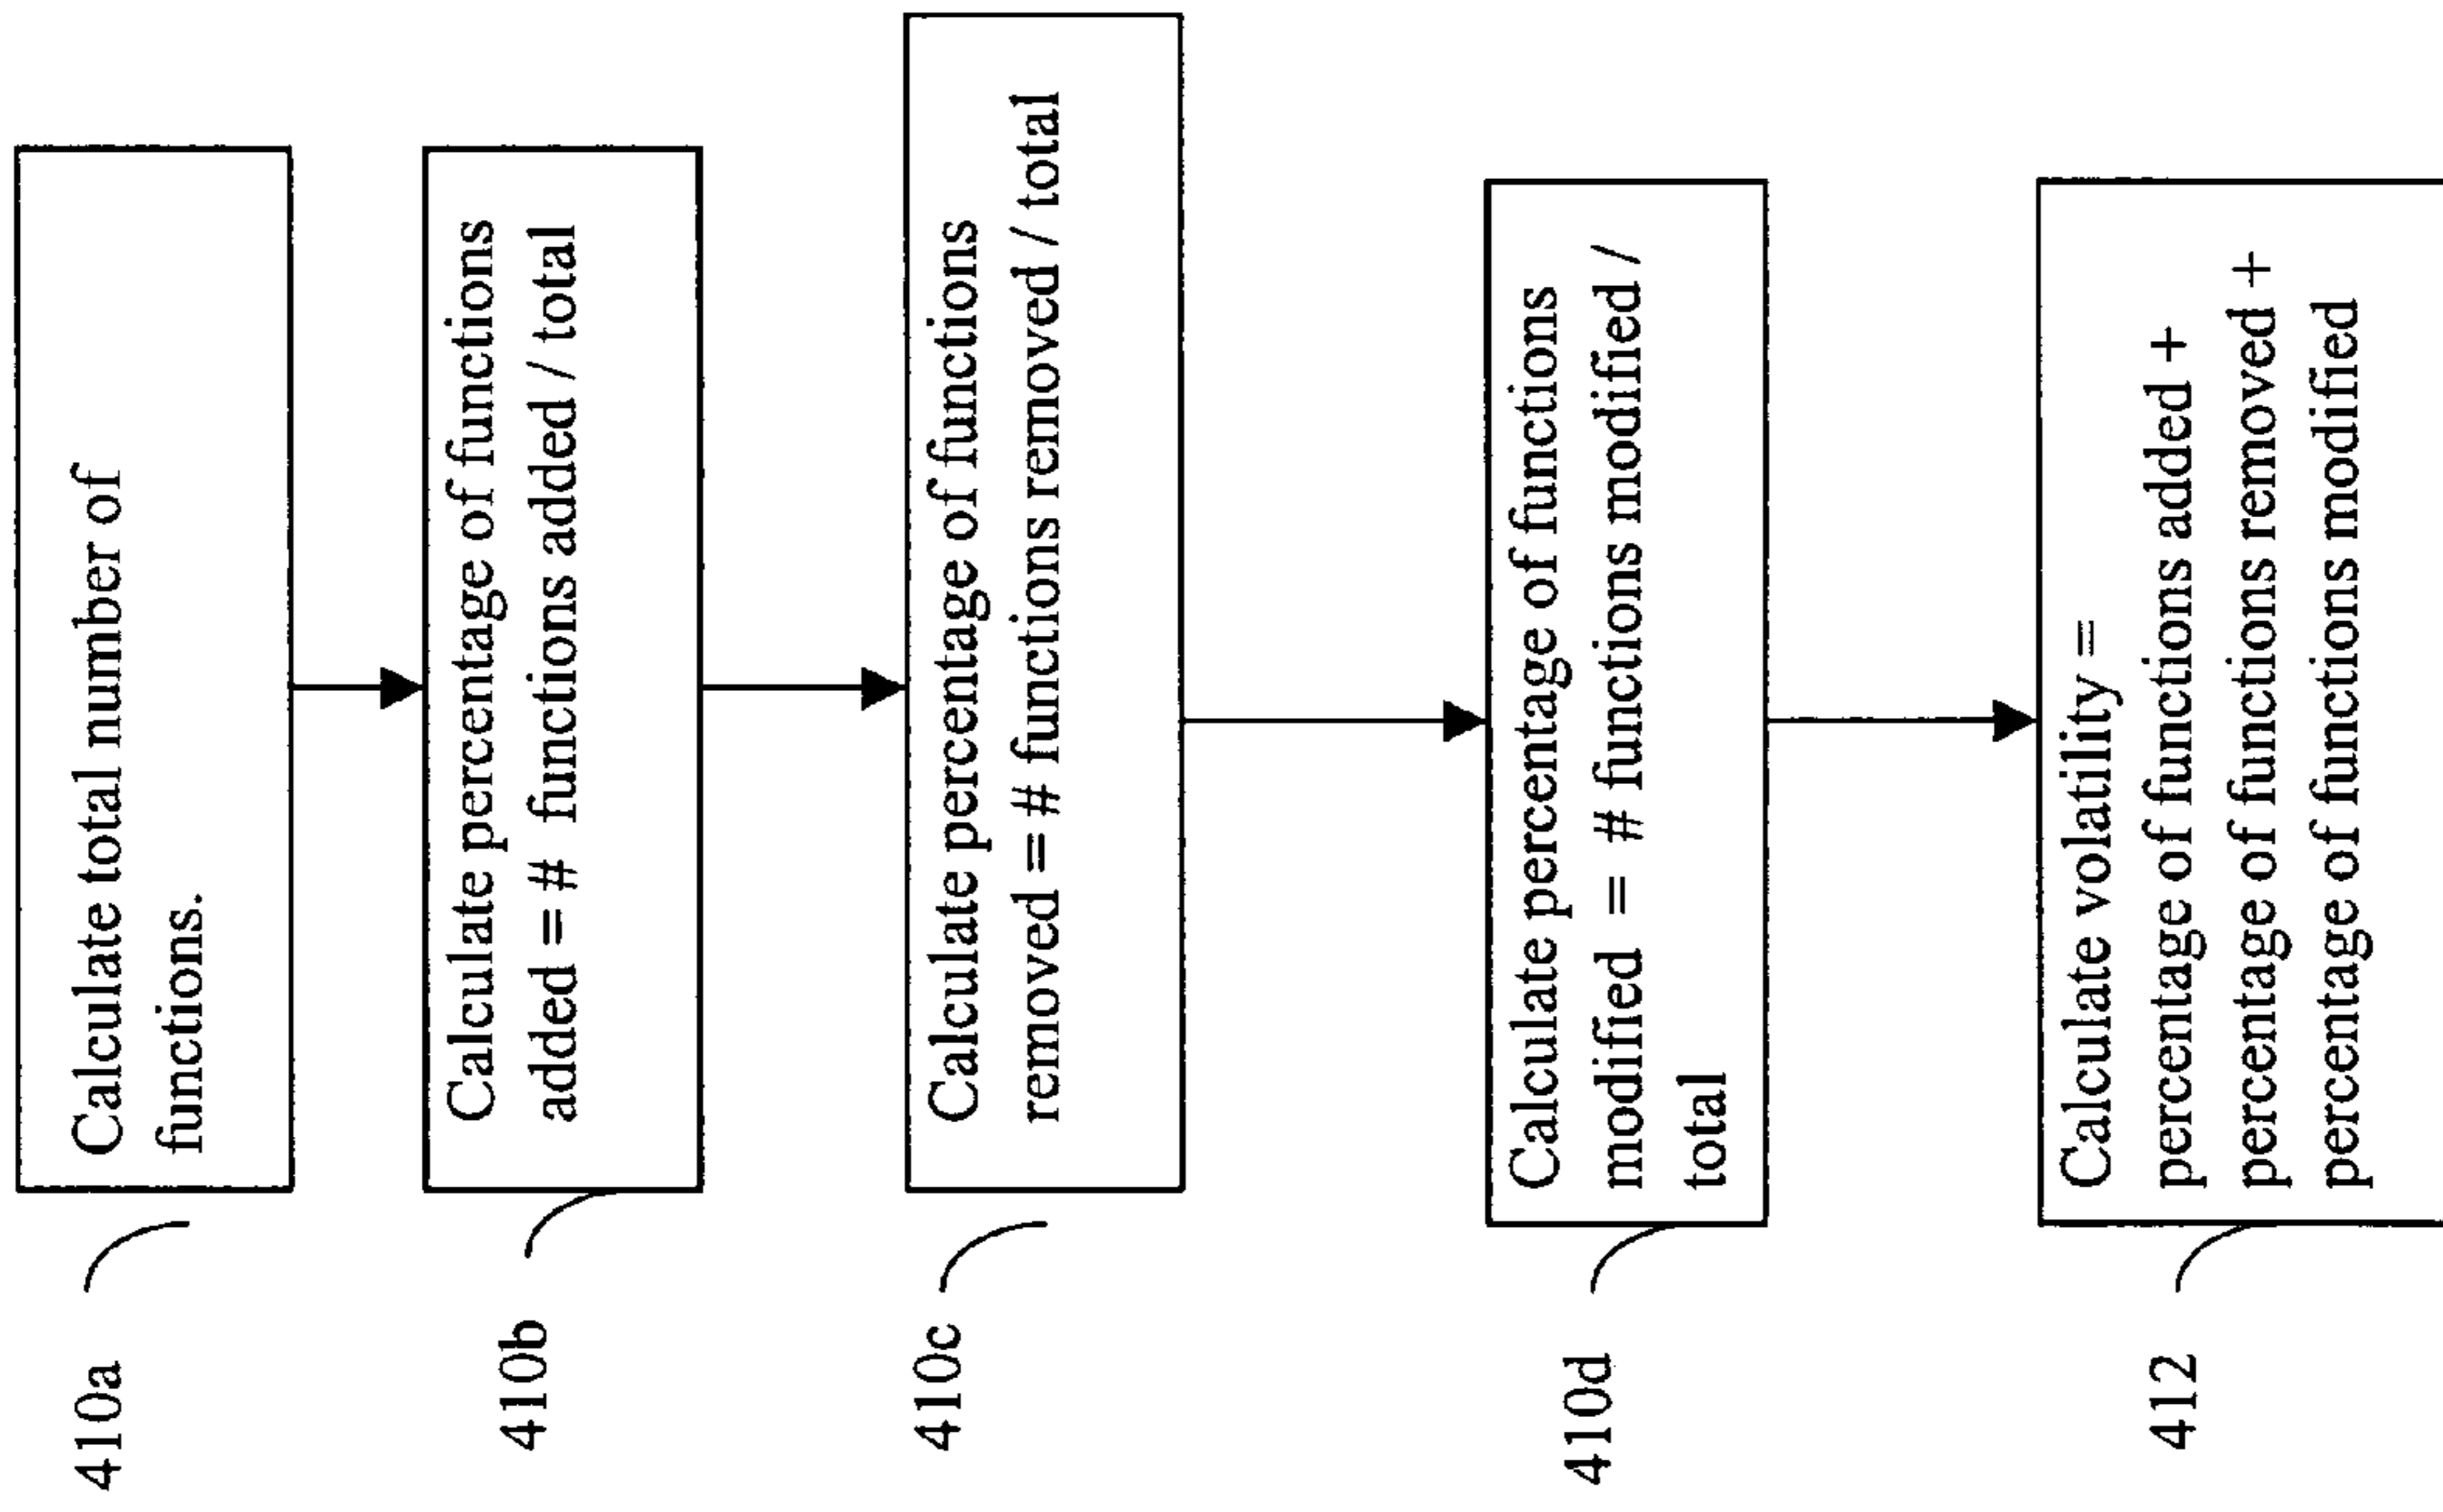 410a
Calculate total number of
functions.
410b
Calculate percentage of functions
added = # functions added / total
410c
Calculate percentage of functions
removed = # functions removed / total
410d
Calculate percentage of functions
modified = # functions modified /
total
412
Calculate volatility =
percentage of functions added +
percentage of functions removed +
percentage of functions modified